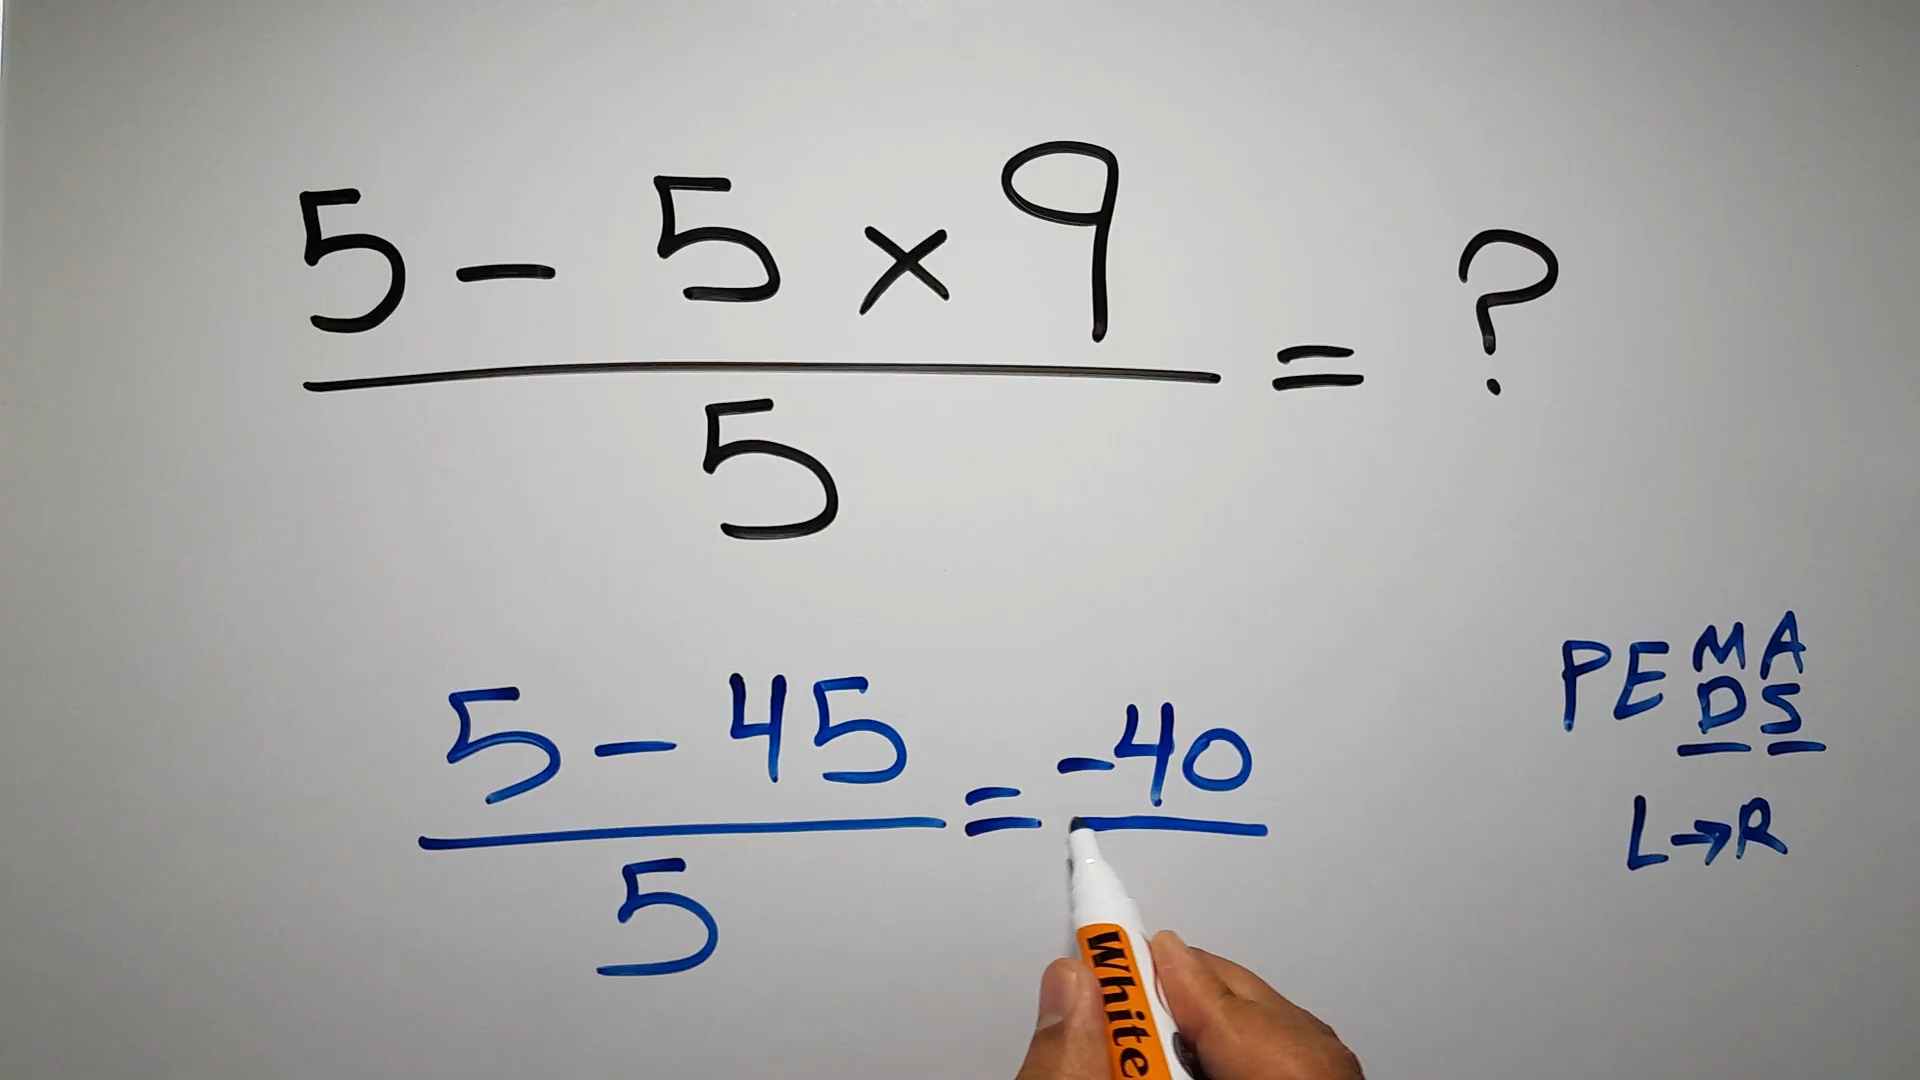 5 - 5 × 9
5
= ?
5 - 45
5
= -40
PEMA
DS
L→R
White